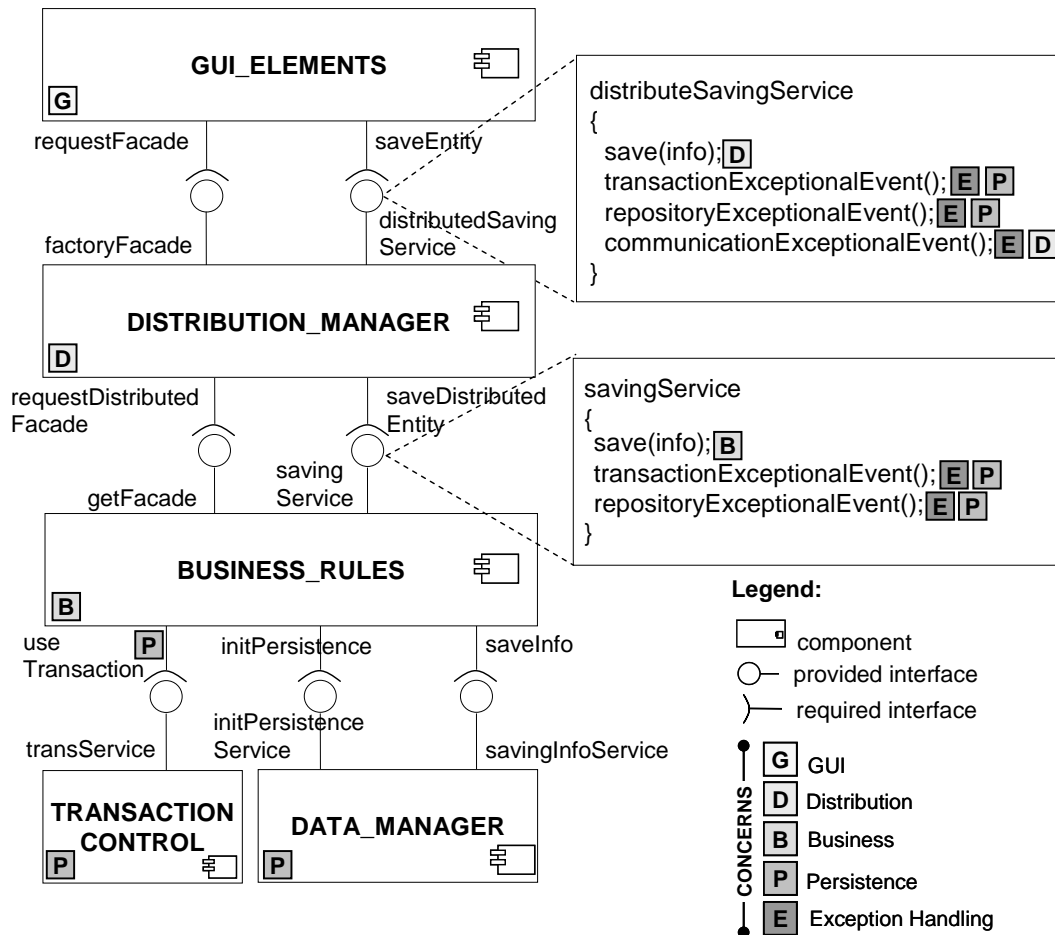 GUI_ELEMENTS
G
requestFacade
saveEntity
factoryFacade
distributedSaving
Service
distributeSavingService
{
save(info); D
transactionExceptionalEvent(); E P
repositoryExceptionalEvent(); E P
communicationExceptionalEvent(); E D
}
DISTRIBUTION_MANAGER
D
requestDistributed
Facade
saveDistributed
Entity
getFacade
saving
Service
savingService
{
save(info); B
transactionExceptionalEvent(); E P
repositoryExceptionalEvent(); E P
}
BUSINESS_RULES
B
use
Transaction
P
initPersistence
saveInfo
transService
initPersistence
Service
savingInfoService
TRANSACTION
CONTROL
P
DATA_MANAGER
P
Legend:
component
provided interface
required interface
CONCERNS
G GUI
D Distribution
B Business
P Persistence
E Exception Handling